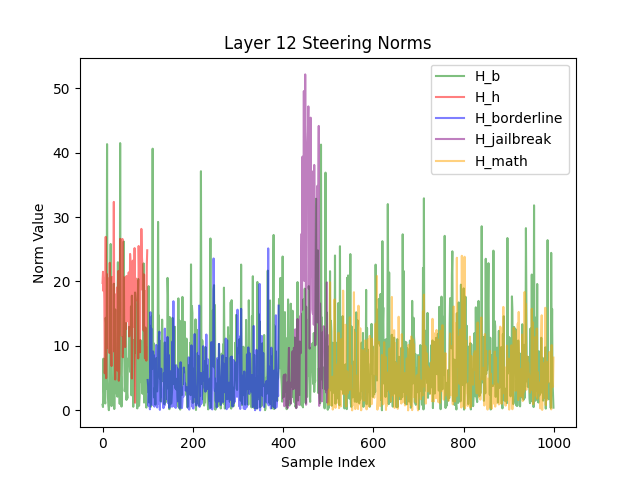 Layer 12 Steering Norms
Norm Value
50
40
30
20
10
0
H_b
H_h
H_borderline
H_jailbreak
H_math
0
200
400
600
800
1000
Sample Index